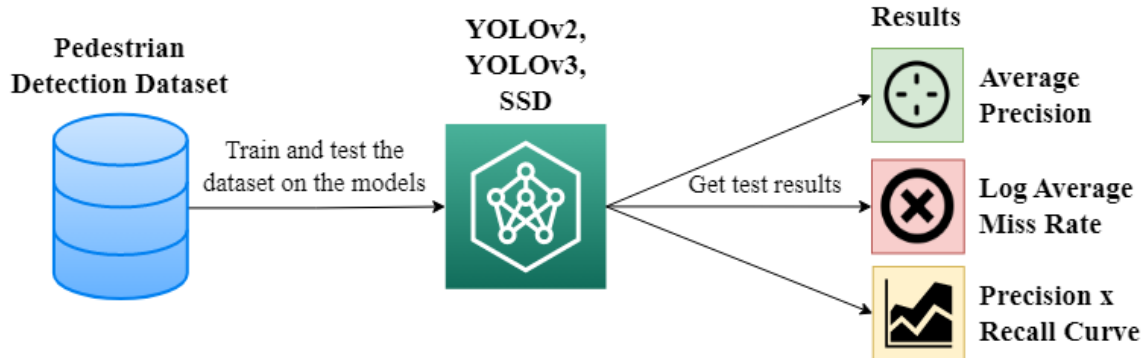 Pedestrian
Detection Dataset
Train and test the
dataset on the models
YOLOv2,
YOLOv3,
SSD
Get test results
Results
Average
Precision
Log Average
Miss Rate
Precision x
Recall Curve